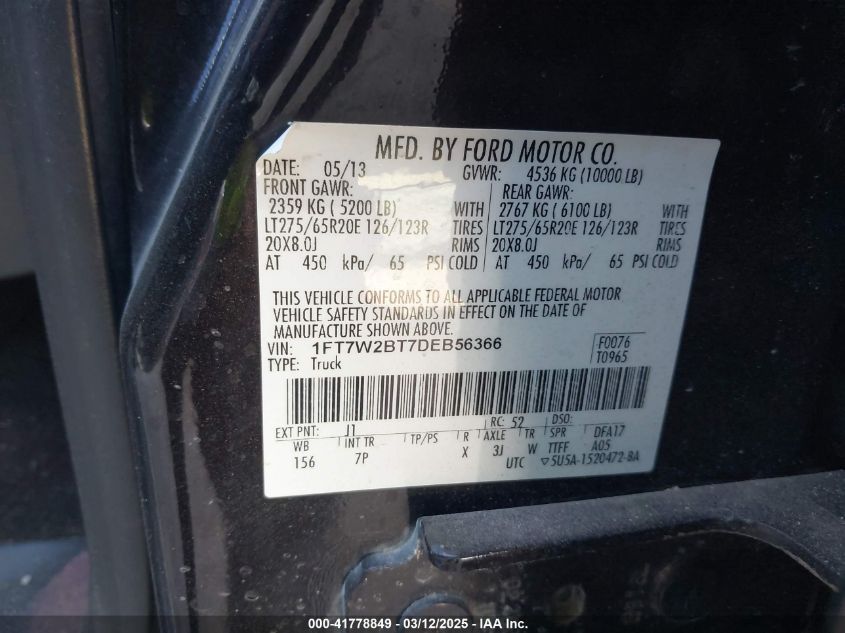 MFD. BY FORD MOTOR CO.
DATE: 05/13 GVWR: 4536 KG (10000 LB)
FRONT GAWR: REAR GAWR:
2359 KG ( 5200 LB) WITH 2767 KG ( 6100 LB) WITH
LT275/65R20E 126/123R TIRES LT275/65R20E 126/123R TIRES
20X8.0J RIMS 20X8.0J RIMS
AT 450 kPa/ 65 PSI COLD AT 450 kPa/ 65 PSI COLD
THIS VEHICLE CONFORMS TO ALL APPLICABLE FEDERAL MOTOR
VEHICLE SAFETY STANDARDS IN EFFECT ON THE DATE OF
MANUFACTURE SHOWN ABOVE.
VIN: 1FT7W2BT7DEB56366 F0076
TYPE: Truck T0965
EXT PNT: J1 RC: 52 DSO:
WB INT TR TP/PS R AXLE TR SPR DFA17
156 7P X 3J W TTFF A05
UTC ▽5U5A-1520472-BA
000-41778849 - 03/12/2025 - IAA Inc.